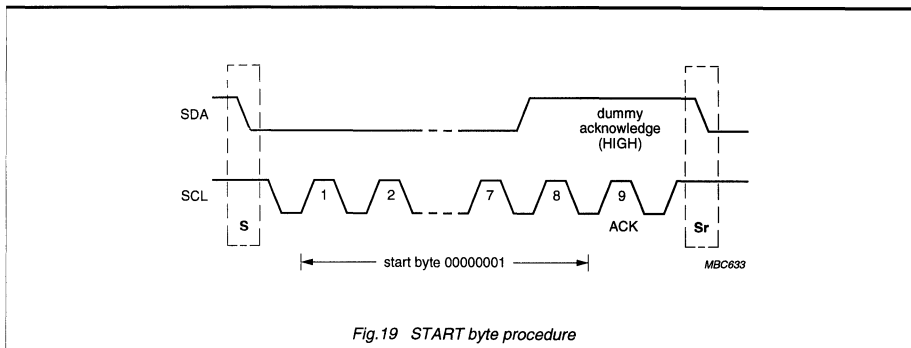 SDA
dummy
acknowledge
(HIGH)
SCL
1
2
7
8
9
ACK
S
Sr
start byte 00000001
MBC633
Fig.19 START byte procedure